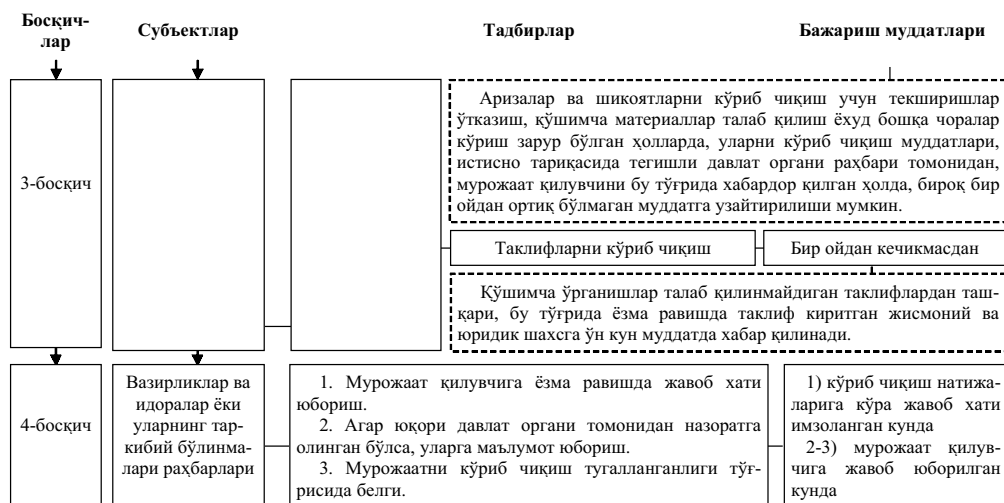 Босқич-
лар
Субъектлар
Тадбирлар
Бажариш муддатлари
3-босқич
Аризалар ва шикоятларни кўриб чиқиш учун текширишлар
ўтказиш, қўшимча материаллар талаб қилиш ёхуд бошқа чоралар
кўриш зарур бўлган ҳолларда, уларни кўриб чиқиш муддатлари,
истисно тариқасида тегишли давлат органи раҳбари томонидан,
мурожаат қилувчини бу тўғрида хабардор қилган ҳолда, бироқ бир
ойдан ортиқ бўлмаган муддатга узайтирилиши мумкин.
Таклифларни кўриб чиқиш
Бир ойдан кечикмасдан
Қўшимча ўрганишлар талаб қилинмайдиган таклифлардан таш-
қари, бу тўғрида ёзма равишда таклиф киритган жисмоний ва
юридик шахсга ўн кун муддатда хабар қилинади.
4-босқич
Вазирликлар ва
идоралар ёки
уларнинг тар-
кибий бўлинма-
лари раҳбарлари
1. Мурожаат қилувчига ёзма равишда жавоб хати
юбориш.
2. Агар юқори давлат органи томонидан назоратга
олинган бўлса, уларга маълумот юбориш.
3. Мурожаатни кўриб чиқиш тугалланганлиги тўғ-
рисида белги.
1) кўриб чиқиш натижа-
ларига кўра жавоб хати
имзоланган кунда
2-3) мурожаат қилув-
чига жавоб юборилган
кунда